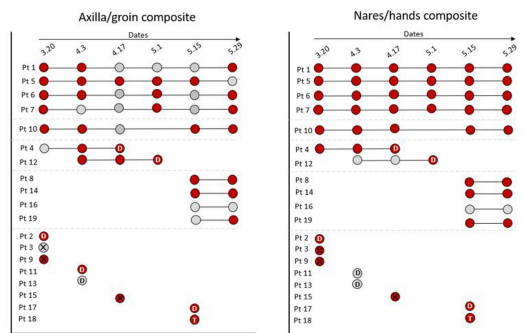 Axilla/groin composite
Dates
3.20 4.3 4.17 5.1 5.15 5.29
Pt 1
Pt 5
Pt 6
Pt 7
Pt 10
Pt 4 D
Pt 12 D
Pt 8
Pt 14
Pt 16
Pt 19
Pt 2 D
Pt 3 X
Pt 9 X
Pt 11 D
Pt 13 D
Pt 15 X
Pt 17 D
Pt 18 T
Nares/hands composite
Dates
3.20 4.3 4.17 5.1 5.15 5.29
Pt 1
Pt 5
Pt 6
Pt 7
Pt 10
Pt 4 D
Pt 12 D
Pt 8
Pt 14
Pt 16
Pt 19
Pt 2 D
Pt 3 X
Pt 9 X
Pt 11 D
Pt 13 D
Pt 15 X
Pt 17 D
Pt 18 T